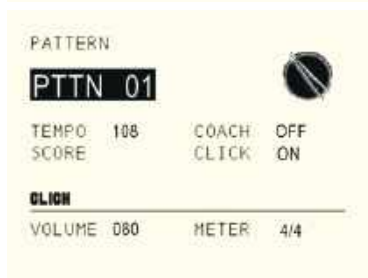 PATTERN
PTTN 01
TEMPO 108 COACH OFF
SCORE CLICK ON
CLICK
VOLUME 080 METER 4/4